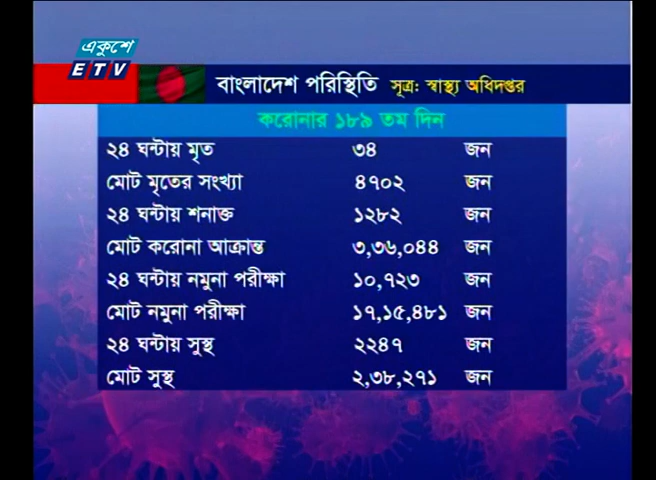 একুশে
ETV
বাংলাদেশ পরিস্থিতি সূত্র: স্বাস্থ্য অধিদপ্তর
করোনার ১৮৯ তম দিন
২৪ ঘন্টায় মৃত ৩৪ জন
মোট মৃতের সংখ্যা ৪৭০২ জন
২৪ ঘন্টায় শনাক্ত ১২৮২ জন
মোট করোনা আক্রান্ত ৩,৩৬,০৪৪ জন
২৪ ঘন্টায় নমুনা পরীক্ষা ১০,৭২৩ জন
মোট নমুনা পরীক্ষা ১৭,১৫,৪৮১ জন
২৪ ঘন্টায় সুস্থ ২২৪৭ জন
মোট সুস্থ ২,৩৮,২৭১ জন